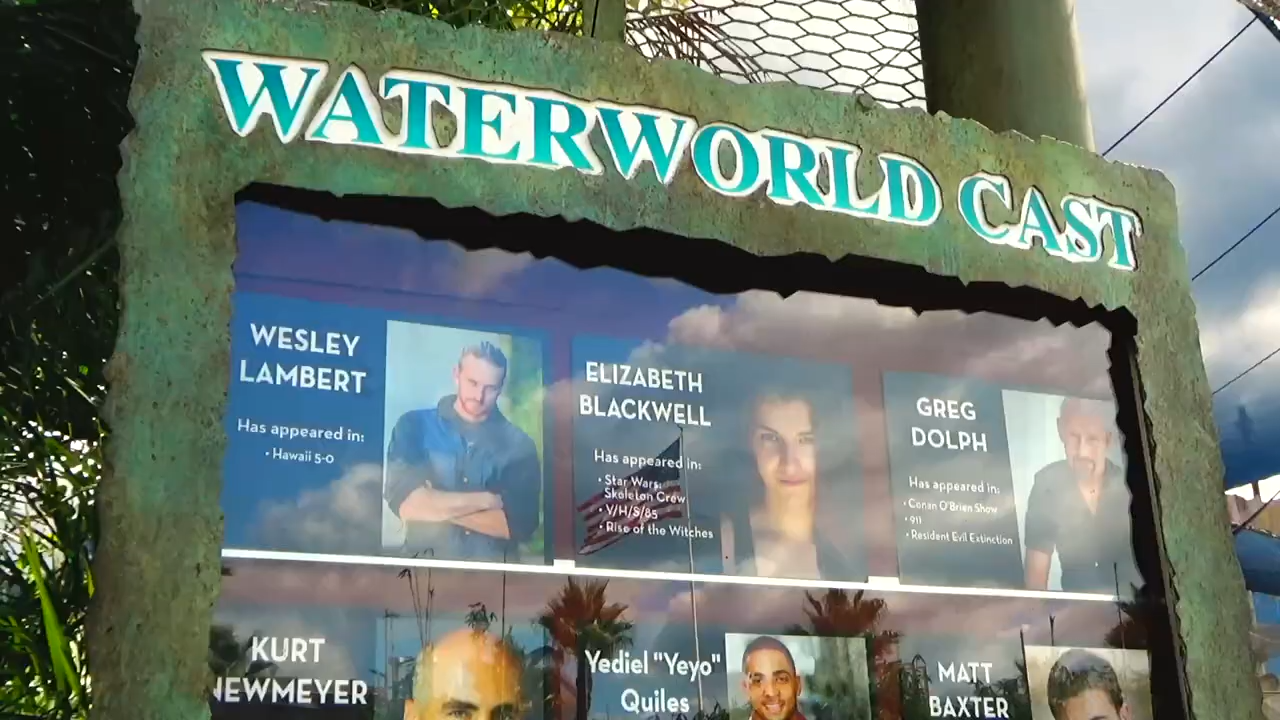 WATERWORLD CAST
WESLEY
LAMBERT
Has appeared in:
• Hawaii 5-0
ELIZABETH
BLACKWELL
Has appeared in:
• Star Wars:
Skeleton Crew
• V/H/S/85
• Rise of the Witches
GREG
DOLPH
Has appeared in:
• Conan O'Brien Show
• 911
• Resident Evil Extinction
KURT
NEWMEYER
Yediel "Yeyo"
Quiles
MATT
BAXTER